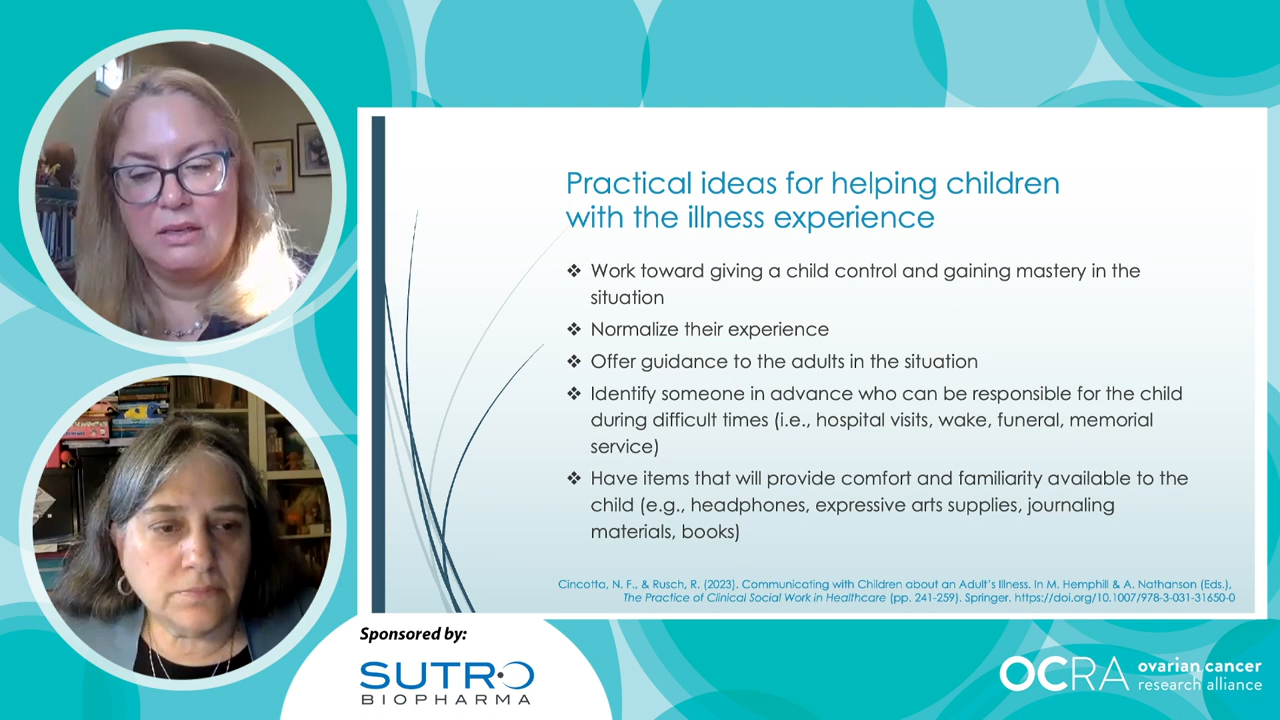 Practical ideas for helping children
with the illness experience
❖ Work toward giving a child control and gaining mastery in the
situation
❖ Normalize their experience
❖ Offer guidance to the adults in the situation
❖ Identify someone in advance who can be responsible for the child
during difficult times (i.e., hospital visits, wake, funeral, memorial
service)
❖ Have items that will provide comfort and familiarity available to the
child (e.g., headphones, expressive arts supplies, journaling
materials, books)
Cincotta, N. F., & Rusch, R. (2023). Communicating with Children about an Adult's Illness. In M. Hemphill & A. Nathanson (Eds.),
The Practice of Clinical Social Work in Healthcare (pp. 241-259). Springer. https://doi.org/10.1007/978-3-031-31650-0
Sponsored by:
SUTRO
BIOPHARMA
OCRA ovarian cancer
research alliance